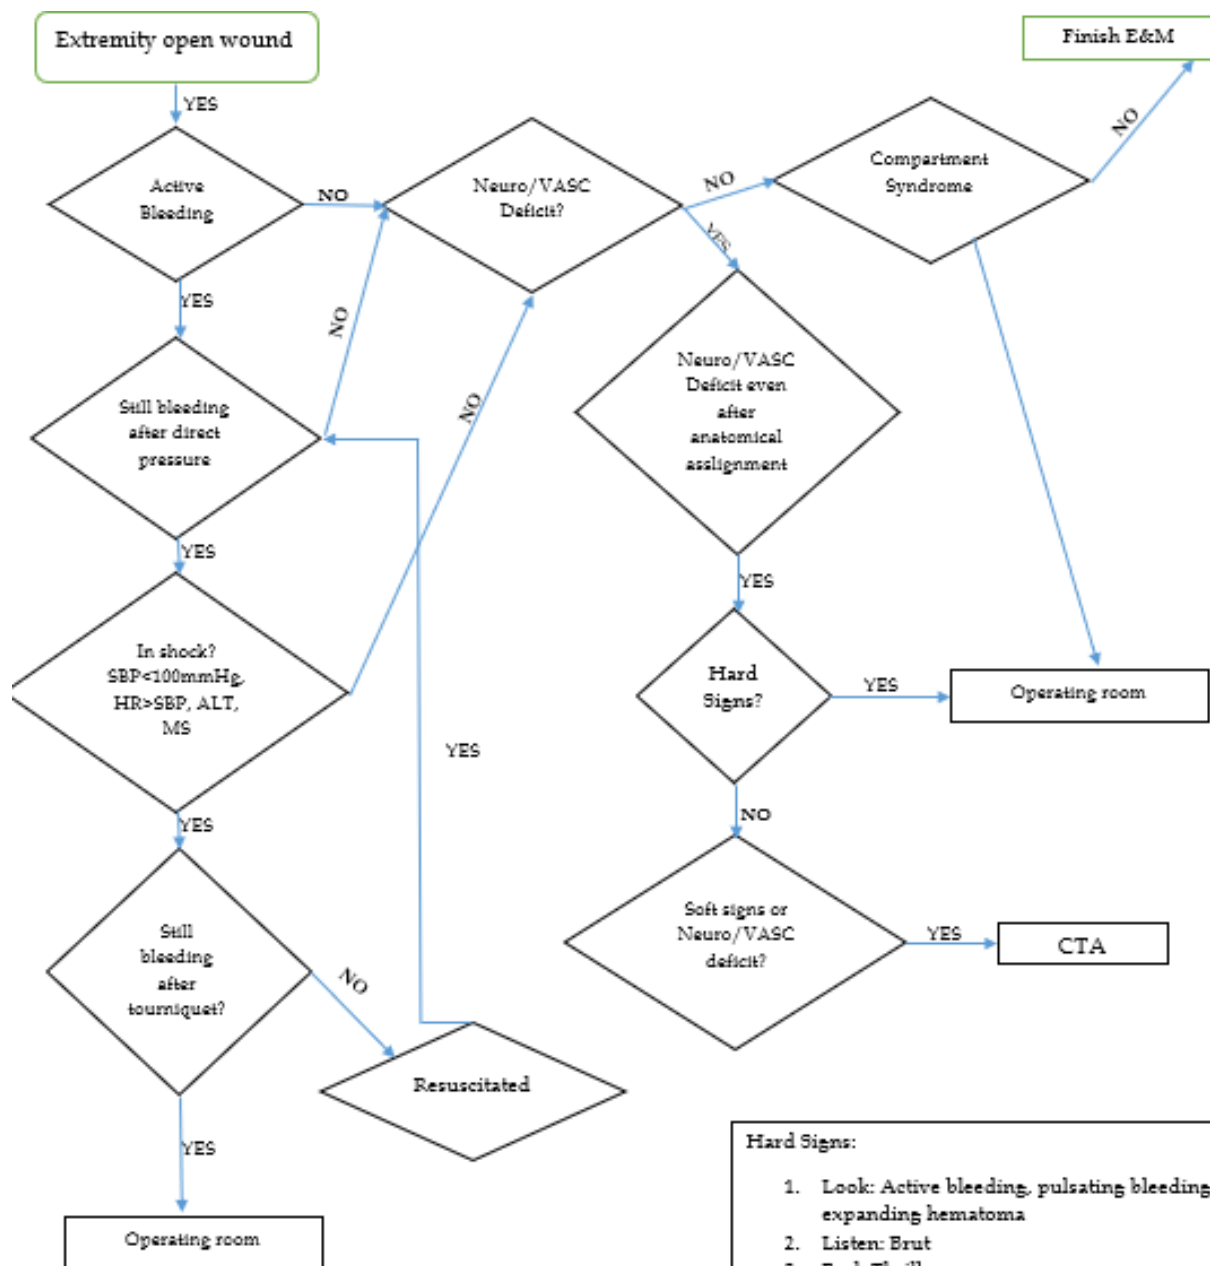 Extremity open wound
Finish E&M
YES
Active
Bleeding
NO
Neuro/VASC
Deficit?
NO
Compartment
Syndrome
NO
YES
YES
NO
Still bleeding
after direct
pressure
Neuro/VASC
Deficit even
after
anatomical
asslignment
NO
YES
YES
In shock?
SBP<100mmHg,
HR>SBP, ALT,
MS
Hard
Signs?
YES
Operating room
YES
YES
NO
Still
bleeding
after
tourniquet?
NO
Soft signs or
Neuro/VASC
deficit?
YES
CTA
Resuscitated
YES
Operating room
Hard Signs:
1. Look: Active bleeding, pulsating bleeding
expanding hematoma
2. Listen: Brut